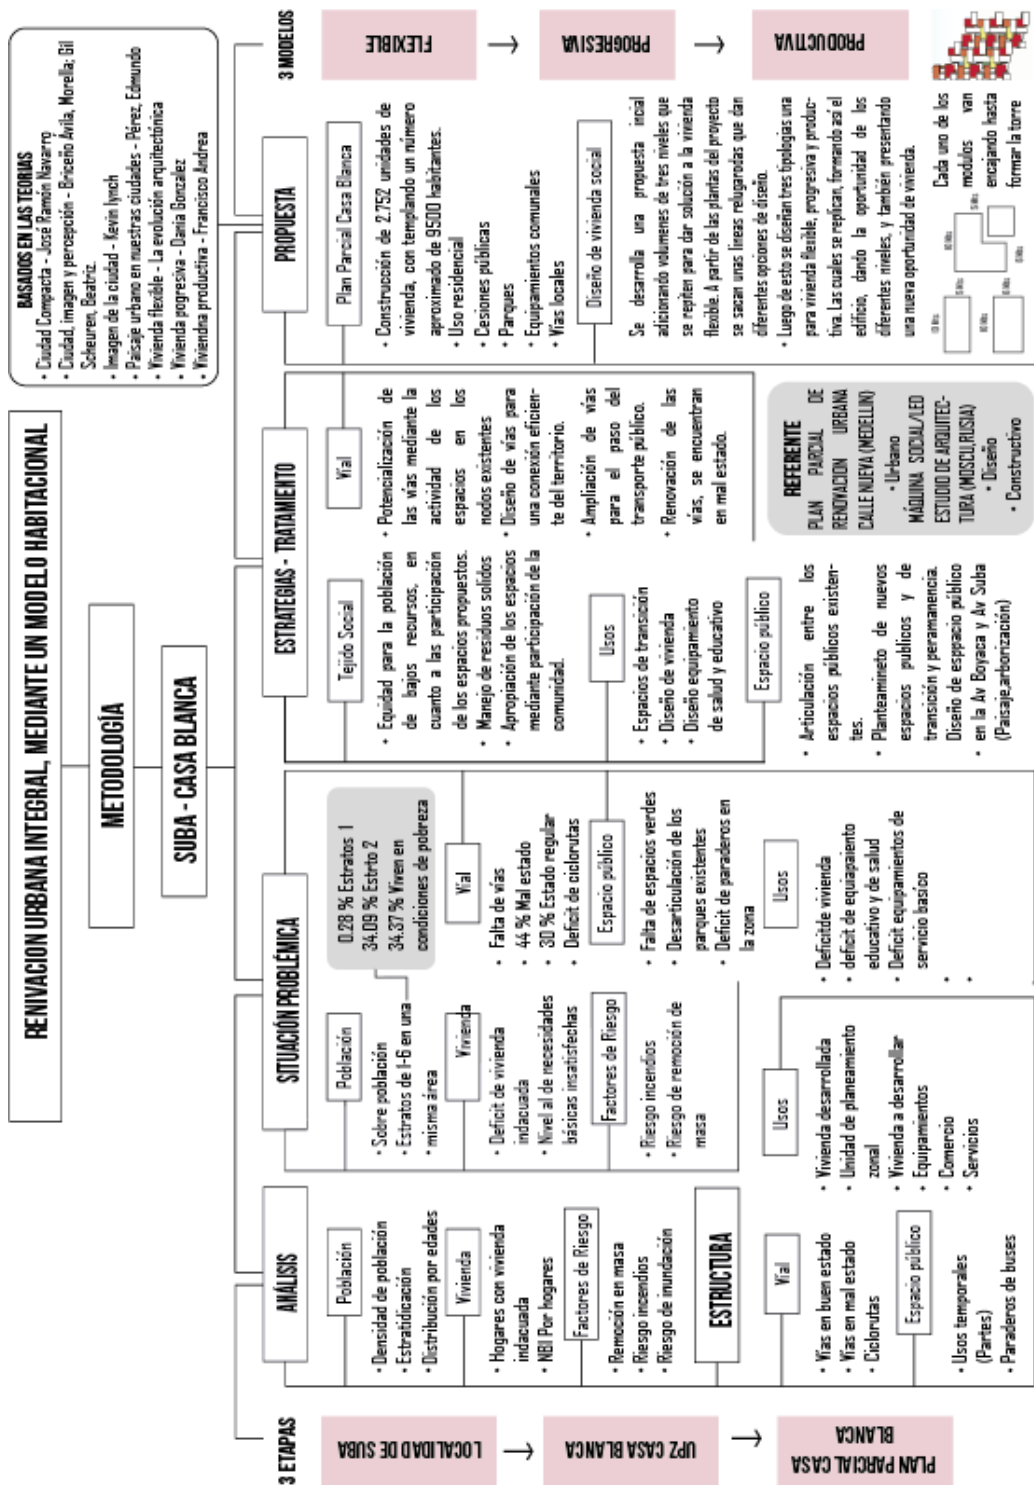 RENIVACION URBANA INTEGRAL, MEDIANTE UN MODELO HABITACIONAL
METODOLOGÍA
SUBA - CASA BLANCA
BASADOS EN LAS TEORIAS
• Ciudad Compacta - José Ramón Navarro
• Ciudad, Imagen y percepción - Briceño Ávila, Morella; Gil
Scheuren, Beatriz.
• Imagen de la ciudad - Kevin lynch
• Paisaje urbano en nuestras ciudades - Pérez, Edmundo
• Vivienda flexible - La evolución arquitectónica
• Vivienda progresiva - Dania Gonzalez
• Vivienda productiva - Francisco Andrea
3 ETAPAS
LOCALIDAD DE SUBA
UPZ CASA BLANCA
PLAN PARCIAL CASA
BLANCA
ANÁLISIS
Población
• Densidad de población
• Estratidicación
• Distribución por edades
Vivienda
• Hogares con vivienda
indacuada
• NBI Por hogares
Factores de Riesgo
• Remoción en masa
• Riesgo incendios
• Riesgo de inundación
ESTRUCTURA
Vial
• Vías en buen estado
• Vías en mal estado
• Ciclorutas
Espacio público
• Usos temporales
(Partes)
• Paraderos de buses
Usos
• Vivienda desarrollada
• Unidad de planeamiento
zonal
• Vivienda a desarrollar
• Equipamientos
• Comercio
• Servicios
SITUACIÓN PROBLÉMICA
Población
• Sobre población
• Estratos de 1-6 en una
misma área
0.28 % Estratos 1
34.09 % Estrto 2
34.37 % Viven en
condiciones de pobreza
Vivienda
• Deficit de vivienda
indacuada
• Nivel al de necesidades
básicas insatisfechas
Factores de Riesgo
• Riesgo incendios
• Riesgo de remoción de
masa
Vial
• Falta de vías
• 44 % Mal estado
• 30 % Estado regular
• Deficit de ciclorutas
Espacio público
• Falta de espacios verdes
• Desarticulación de los
parques existentes
• Deficit de paraderos en
la zona
Usos
• Deficitde vivienda
• deficit de equiapaiento
educativo y de salud
• Deficit equipamientos de
servicio basico
•
•
ESTRATEGIAS - TRATAMIENTO
Tejido Social
• Equidad para la población
de bajos recursos, en
cuanto a las participación
de los espacios propuestos.
• Manejo de residuos solidos
• Apropiación de los espacios
mediante participación de la
comunidad.
Usos
• Espacios de transición
• Diseño de vivienda
• Diseño equipamiento
de salud y educativo
Espacio público
• Articulación entre los
espacios públicos existen-
tes.
• Planteamineto de nuevos
espacios publicos y de
transición y peramanencia.
Diseño de esppacio público
• en la Av Boyaca y Av Suba
(Paisaje,arborización)
Vial
• Potencialización de
las vías mediante la
actividad de los
espacios en los
nodos existentes
• Diseño de vías para
una conexión eficien-
te del territorio.
• Ampliación de vías
para el paso del
transporte público.
• Renovación de las
vías, se encuentran
en mal estado.
REFERENTE
PLAN PARCIAL DE
RENOVACION URBANA
CALLE NUEVA (MEDELLIN)
• Urbano
MÁQUINA SOCIAL/LED
ESTUDIO DE ARQUITEC-
TURA (MOSCU,RUSIA)
• Diseño
• Constructivo
PROPUESTA
Plan Parcial Casa Blanca
• Construcción de 2.752 unidades de
vivienda, con templando un número
aproximado de 9500 habitantes.
• Uso residencial
• Cesiones públicas
• Parques
• Equipamientos comunales
• Vías locales
Diseño de vivienda social
Se desarrolla una propuesta incial
adicionando volumenes de tres niveles que
se repiten para dar solución a la vivienda
flexible. A partir de las plantas del proyecto
se sacan unas líneas relugarodas que dan
diferentes opciones de diseño.
• Luego de esto se diseñan tres tipologías una
para vivienda flexible, progresiva y produc-
tiva. Las cuales se replican, formando así el
edificio, dando la oportunidad de los
diferentes niveles, y también presentando
una nueva oportunidad de vivienda.
Cada uno de los
modulos van
encajando hasta
formar la torre
3 MODELOS
FLEXIBLE
PROGRESIVA
PRODUCTIVA